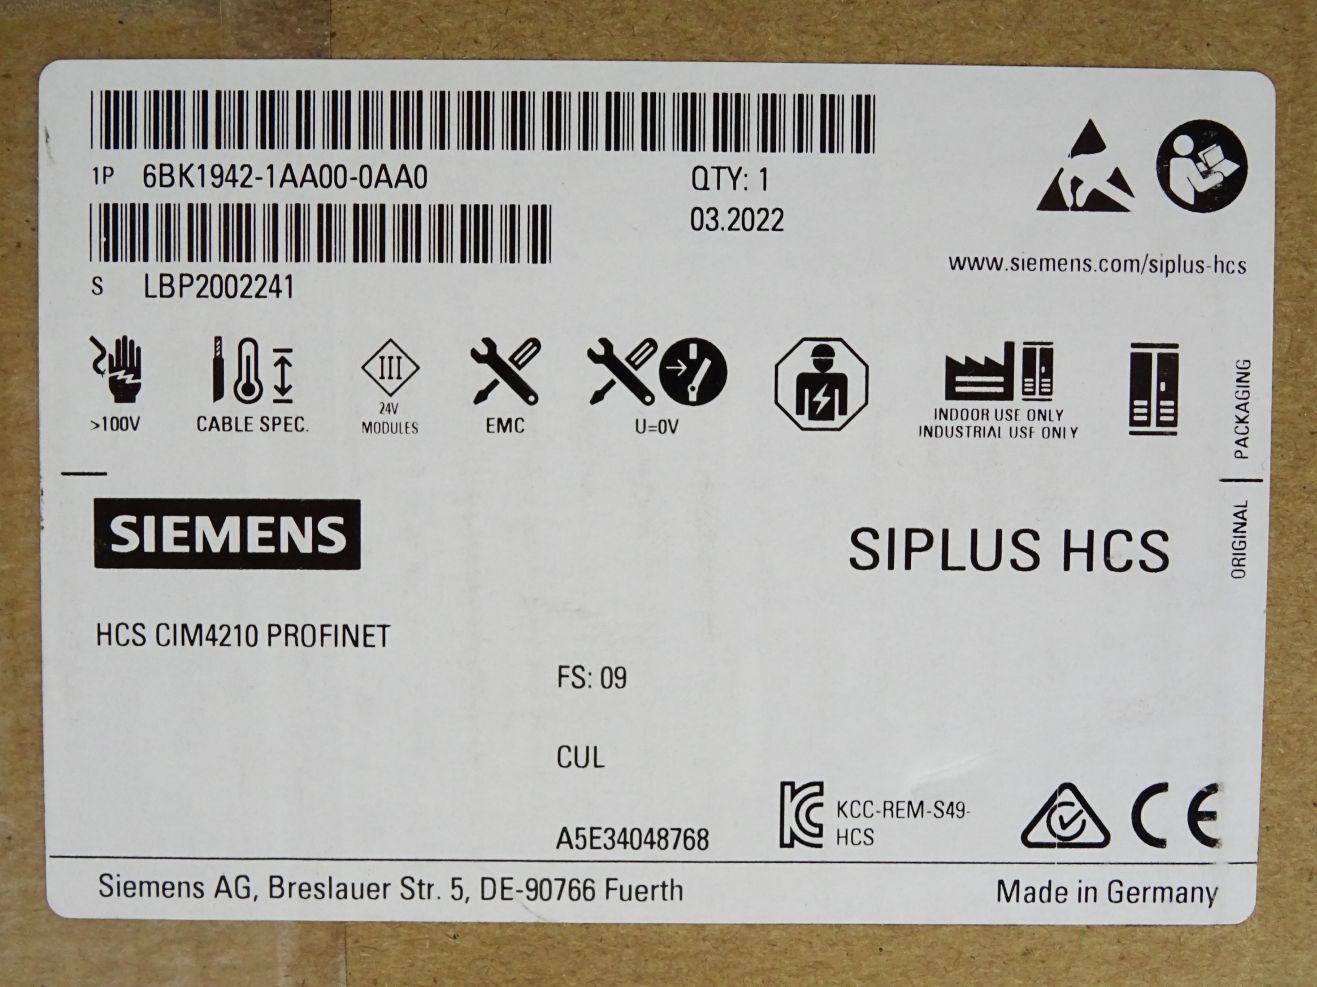 1P 6BK1942-1AA00-0AA0 QTY: 1
03.2022
S LBP2002241
www.siemens.com/siplus-hcs
>100V
CABLE SPEC.
III
24V
MODULES
EMC
U=0V
INDOOR USE ONLY
INDUSTRIAL USE ONLY
ORIGINAL PACKAGING
SIEMENS
SIPLUS HCS
HCS CIM4210 PROFINET
FS: 09
CUL
A5E34048768
KCC-REM-S49-
HCS
CE
Siemens AG, Breslauer Str. 5, DE-90766 Fuerth
Made in Germany